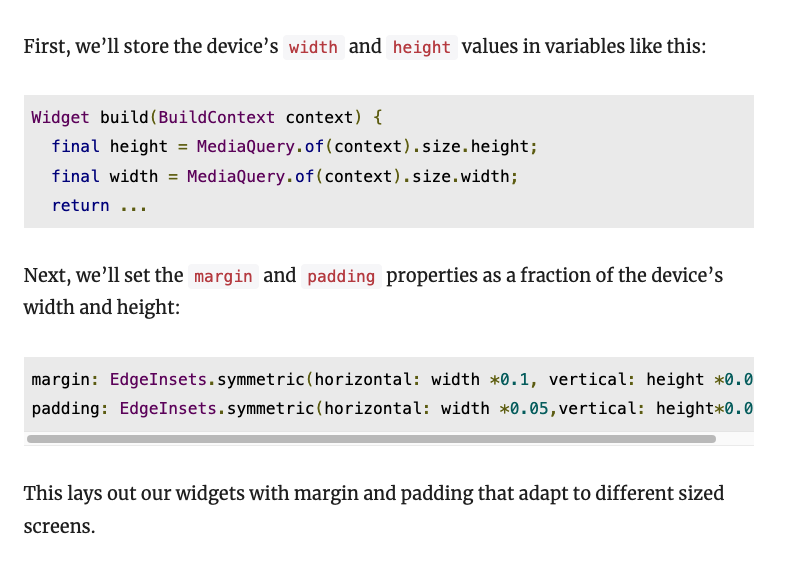 First, we’ll store the device’s width and height values in variables like this:
Widget build(BuildContext context) {
  final height = MediaQuery.of(context).size.height;
  final width = MediaQuery.of(context).size.width;
  return ...
Next, we’ll set the margin and padding properties as a fraction of the device’s
width and height:
margin: EdgeInsets.symmetric(horizontal: width *0.1, vertical: height *0.0
padding: EdgeInsets.symmetric(horizontal: width *0.05,vertical: height*0.0
This lays out our widgets with margin and padding that adapt to different sized
screens.